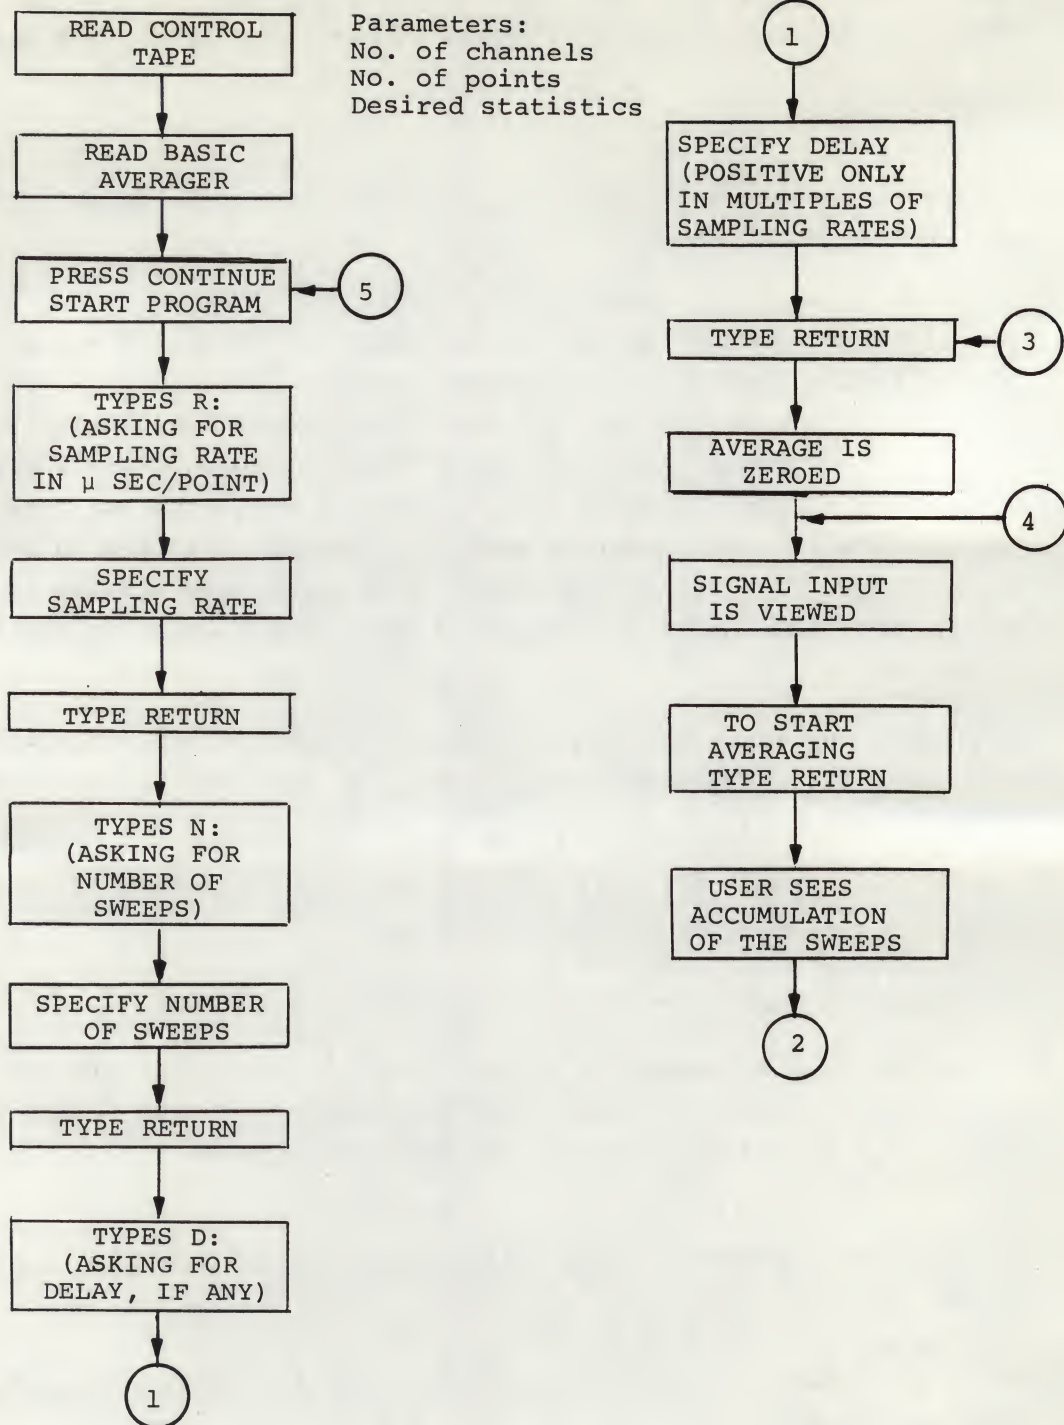 READ CONTROL
TAPE
Parameters:
No. of channels
No. of points
Desired statistics
READ BASIC
AVERAGER
PRESS CONTINUE
START PROGRAM
5
TYPES R:
(ASKING FOR
SAMPLING RATE
IN μ SEC/POINT)
SPECIFY
SAMPLING RATE
TYPE RETURN
TYPES N:
(ASKING FOR
NUMBER OF
SWEEPS)
SPECIFY NUMBER
OF SWEEPS
TYPE RETURN
TYPES D:
(ASKING FOR
DELAY, IF ANY)
1
1
SPECIFY DELAY
(POSITIVE ONLY
IN MULTIPLES OF
SAMPLING RATES)
TYPE RETURN
3
AVERAGE IS
ZEROED
4
SIGNAL INPUT
IS VIEWED
TO START
AVERAGING
TYPE RETURN
USER SEES
ACCUMULATION
OF THE SWEEPS
2